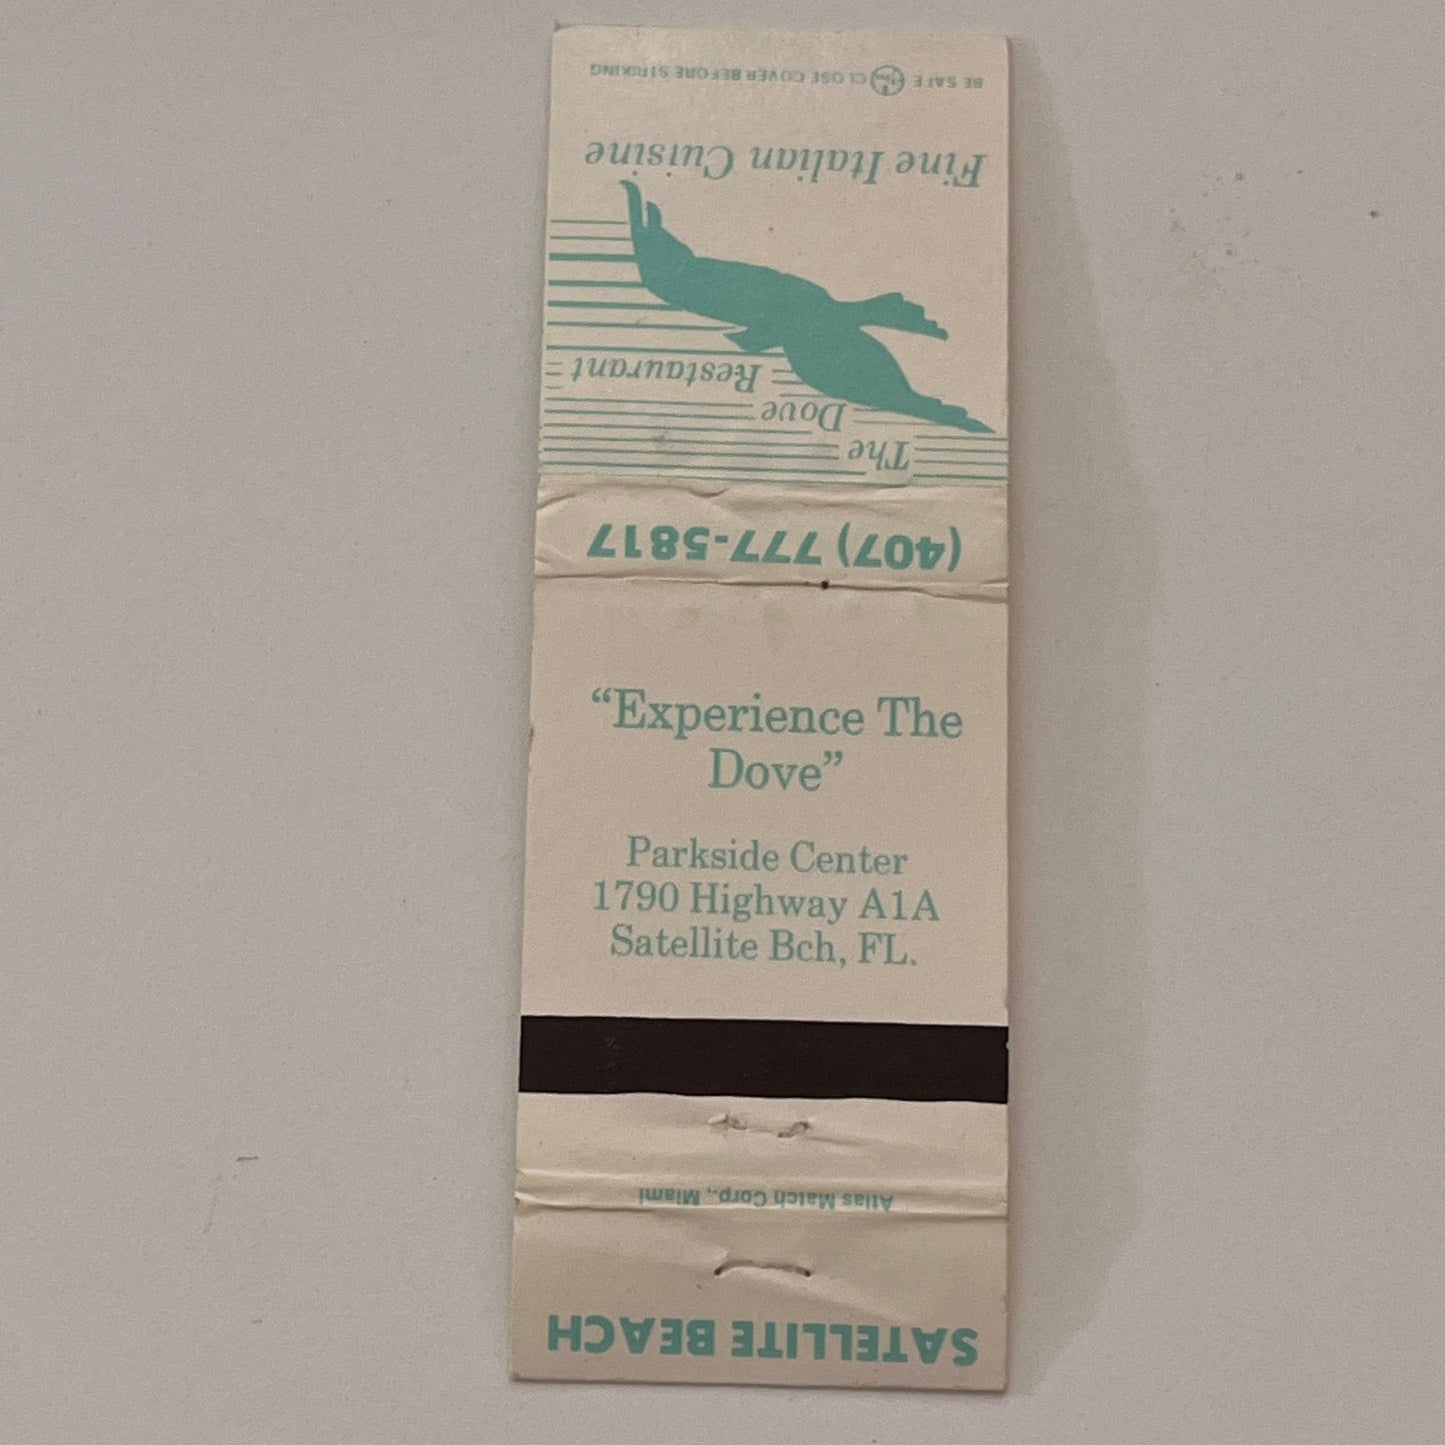 BE SAFE CLOSE COVER BEFORE STRIKING
Fine Italian Cuisine
The
Dove
Restaurant
(407) 777-5817
“Experience The
Dove”
Parkside Center
1790 Highway A1A
Satellite Bch, FL.
Atlas Match Corp., Miami
SATELLITE BEACH